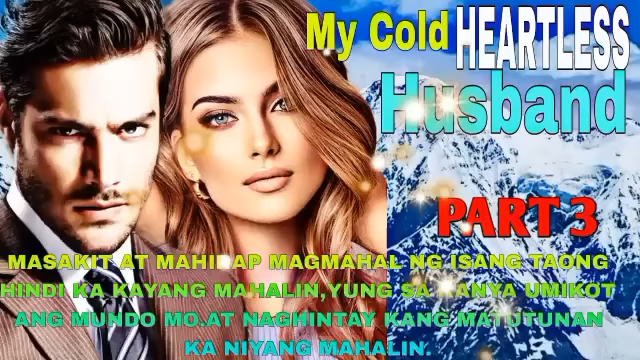 My Cold HEARTLESS
Husband
PART 3
MASAKIT AT MAHIRAP MAGMAHAL NG ISANG TAONG
HINDI KA KAYANG MAHALIN,YUNG SA KANYA UMIKOT
ANG MUNDO MO.AT NAGHINTAY KANG MATUTUNAN
KA NIYANG MAHALIN.